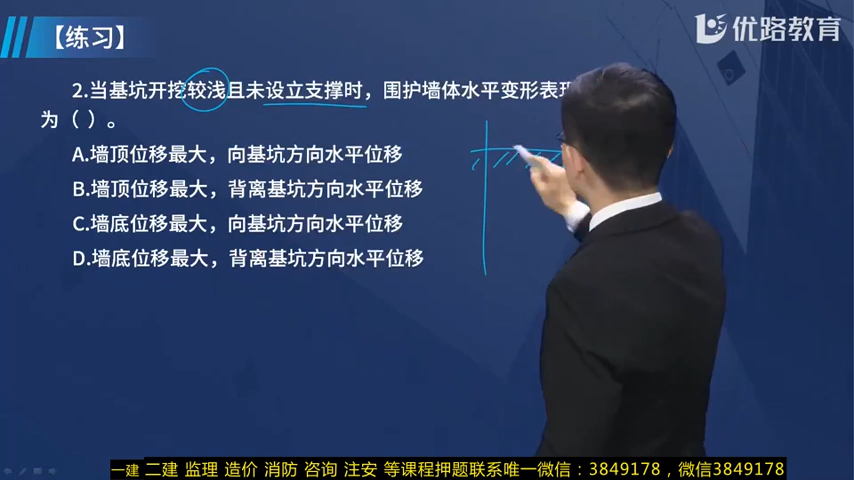 【练习】
优路教育
2.当基坑开挖较浅且未设立支撑时，围护墙体水平变形表
为（ ）。
A.墙顶位移最大，向基坑方向水平位移
B.墙顶位移最大，背离基坑方向水平位移
C.墙底位移最大，向基坑方向水平位移
D.墙底位移最大，背离基坑方向水平位移
一建 二建 监理 造价 消防 咨询 注安 等课程押题联系唯一微信：3849178，微信3849178